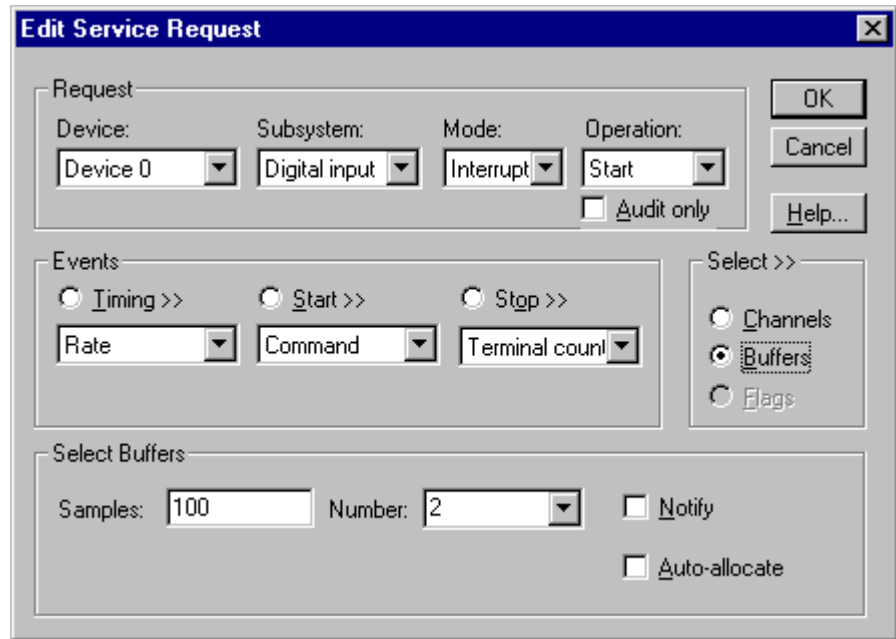 Edit Service Request
Request
OK
Device: Subsystem: Mode: Operation:
Device 0 Digital input Interrupt Start
Cancel
Audit only
Help...
Events
Select >>
Timing >> Start >> Stop >>
Channels
Rate Command Terminal count
Buffers
Flags
Select Buffers
Samples: 100 Number: 2 Notify
Auto-allocate